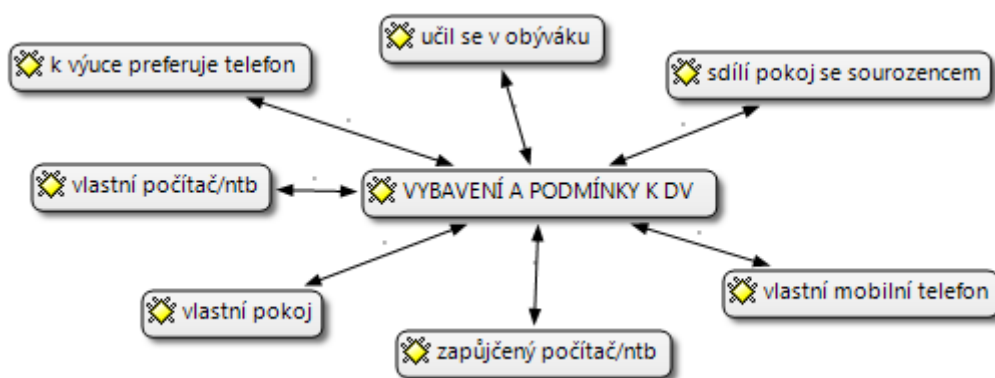 učil se v obýváku
k výuce preferuje telefon
sdílí pokoj se sourozencem
vlastní počítač/ntb
VYBAVENÍ A PODMÍNKY K DV
vlastní pokoj
vlastní mobilní telefon
zapůjčený počítač/ntb